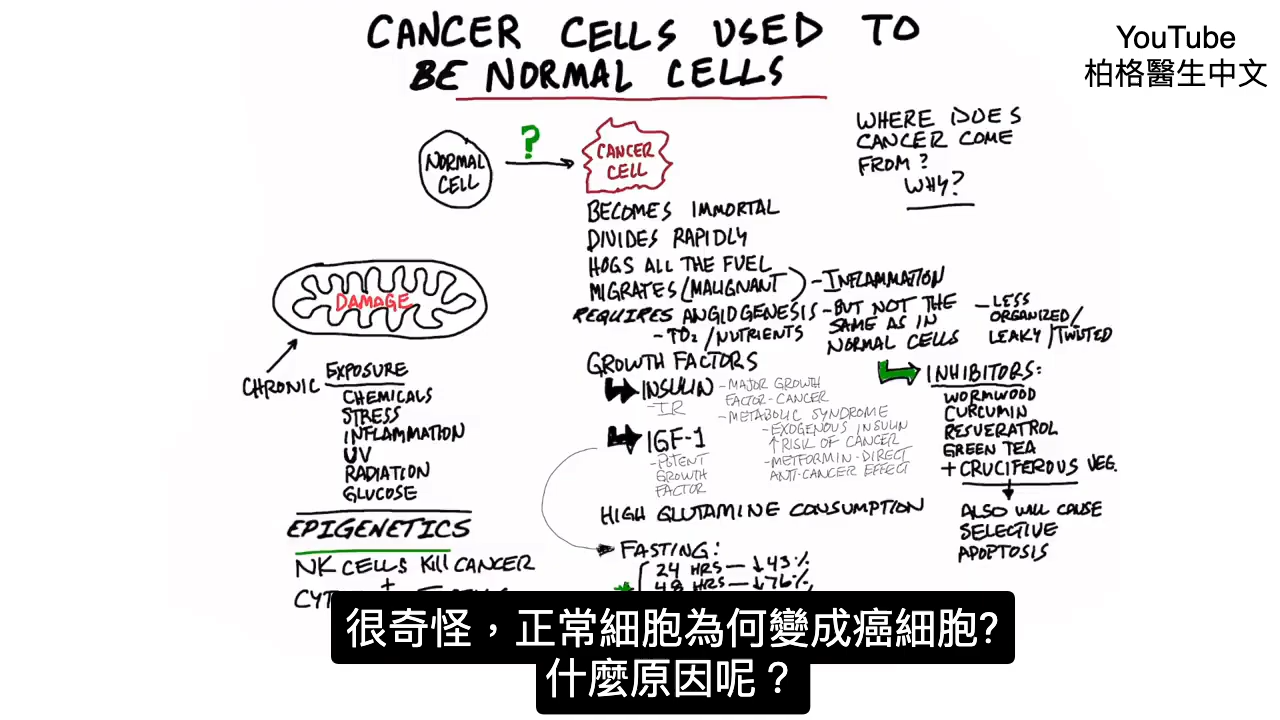 CANCER CELLS USED TO
BE NORMAL CELLS
YouTube
柏格醫生中文
WHERE DOES
CANCER COME
FROM?
WHY?
NORMAL
CELL
?
CANCER
CELL
BECOMES IMMORTAL
DIVIDES RAPIDLY
HOGS ALL THE FUEL
MIGRATES/MALIGNANT) - INFLAMMATION
REQUIRES ANGIOGENESIS
- ↑O2/NUTRIENTS
- BUT NOT THE
SAME AS IN
NORMAL CELLS
- LESS
ORGANIZED/
LEAKY/TWISTED
GROWTH FACTORS
INSULIN
- IR
- MAJOR GROWTH
FACTOR-CANCER
- METABOLIC SYNDROME
- EXOGENOUS INSULIN
↑RISK OF CANCER
- METFORMIN-DIRECT
ANTI-CANCER EFFECT
IGF-1
- POTENT
GROWTH
FACTOR
HIGH GLUTAMINE CONSUMPTION
FASTING:
24 HRS — ↓43%
48 HRS — ↓76%
INHIBITORS:
WORMWOOD
CURCUMIN
RESVERATROL
GREEN TEA
+ CRUCIFEROUS VEG.
ALSO WILL CAUSE
SELECTIVE
APOPTOSIS
DAMAGE
CHRONIC
EXPOSURE
CHEMICALS
STRESS
INFLAMMATION
UV
RADIATION
GLUCOSE
EPIGENETICS
NK CELLS KILL CANCER
+
很奇怪，正常細胞為何變成癌細胞?
什麼原因呢？